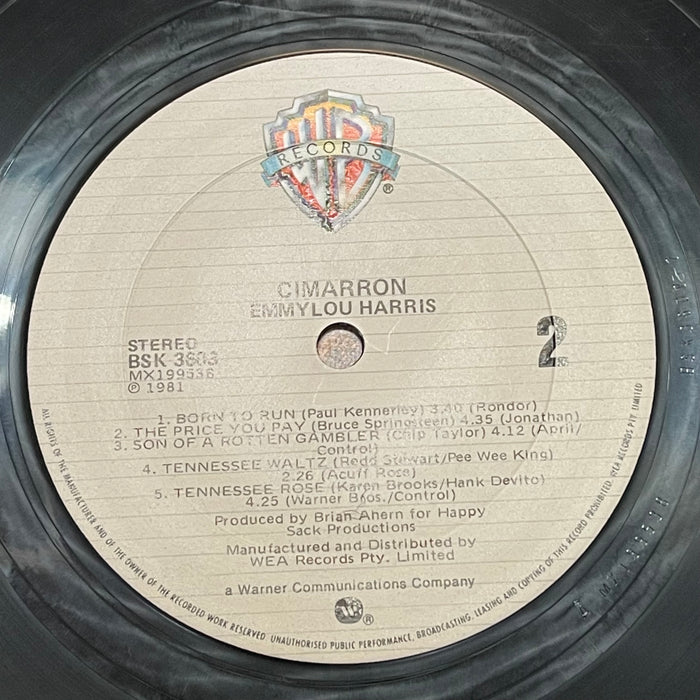 WB
RECORDS
®
CIMARRON
EMMYLOU HARRIS
2
STEREO
BSK 3603
MX199536
℗ 1981
1. BORN TO RUN (Paul Kennerley) 3.40 (Rondor)
2. THE PRICE YOU PAY (Bruce Springsteen) 4.35 (Jonathan)
3. SON OF A ROTTEN GAMBLER (Chip Taylor) 4.12 (April/
Control)
4. TENNESSEE WALTZ (Redd Stewart/Pee Wee King)
2.26 (Acuff Rose)
5. TENNESSEE ROSE (Karen Brooks/Hank Devito)
4.25 (Warner Bros./Control)
Produced by Brian Ahern for Happy
Sack Productions
Manufactured and Distributed by
WEA Records Pty. Limited
a Warner Communications Company
®
ALL RIGHTS OF THE MANUFACTURER AND OF THE OWNER OF THE RECORDED WORK RESERVED. UNAUTHORISED PUBLIC PERFORMANCE, BROADCASTING, LEASING AND COPYING OF THIS RECORD PROHIBITED. WEA RECORDS PTY LIMITED